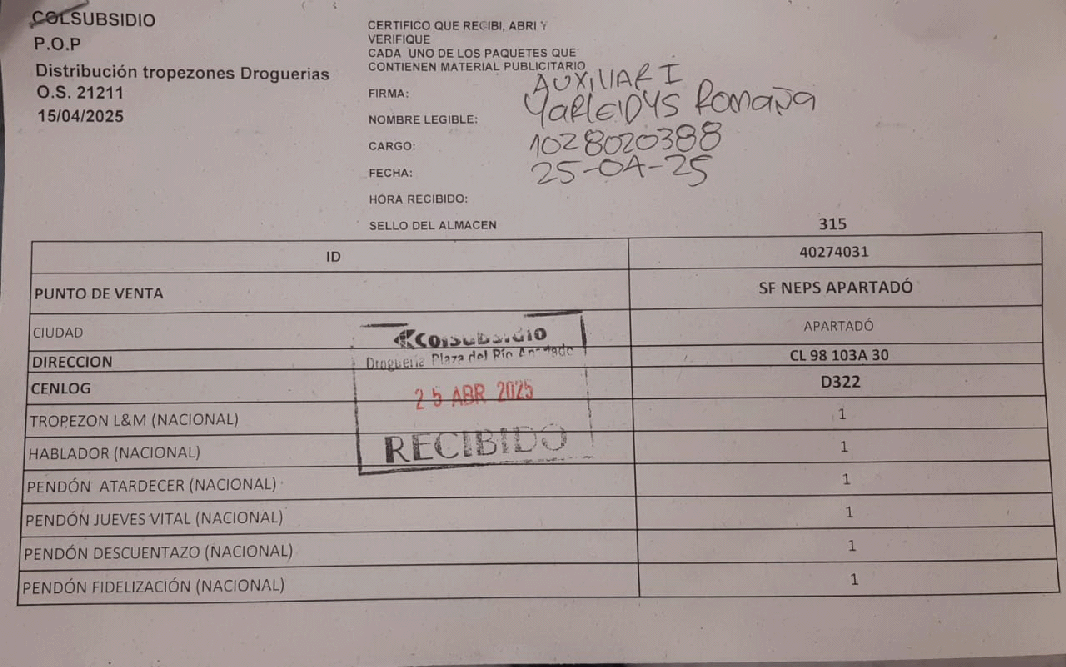 COLSUBSIDIO
P.O.P
Distribución tropezones Droguerias
O.S. 21211
15/04/2025
CERTIFICO QUE RECIBI, ABRI Y
VERIFIQUE
CADA UNO DE LOS PAQUETES QUE
CONTIENEN MATERIAL PUBLICITARIO
FIRMA: AUXILIAR I
NOMBRE LEGIBLE: YARLEIDYS ROMAÑA
CARGO: 1028020388
FECHA: 25-04-25
HORA RECIBIDO:
SELLO DEL ALMACEN
315
ID 40274031
PUNTO DE VENTA SF NEPS APARTADÓ
CIUDAD APARTADÓ
DIRECCION CL 98 103A 30
CENLOG D322
TROPEZON L&M (NACIONAL) 1
HABLADOR (NACIONAL) 1
PENDÓN ATARDECER (NACIONAL) 1
PENDÓN JUEVES VITAL (NACIONAL) 1
PENDÓN DESCUENTAZO (NACIONAL) 1
PENDÓN FIDELIZACIÓN (NACIONAL) 1
Colsubsidio
Droguería Plaza del Río
25 ABR 2025
RECIBIDO